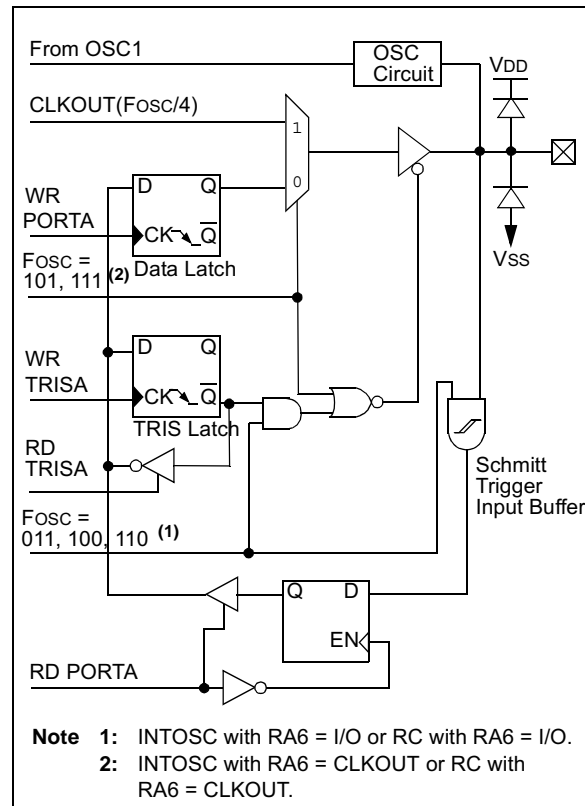 From OSC1
OSC
Circuit
VDD
CLKOUT(FOSC/4)
1
0
D
Q
WR
PORTA
CK
Q
Data Latch
VSS
FOSC =
101, 111 (2)
D
Q
WR
TRISA
CK
Q
TRIS Latch
RD
TRISA
Schmitt
Trigger
Input Buffer
FOSC =
011, 100, 110 (1)
Q
D
EN
RD PORTA
Note 1: INTOSC with RA6 = I/O or RC with RA6 = I/O.
2: INTOSC with RA6 = CLKOUT or RC with
RA6 = CLKOUT.